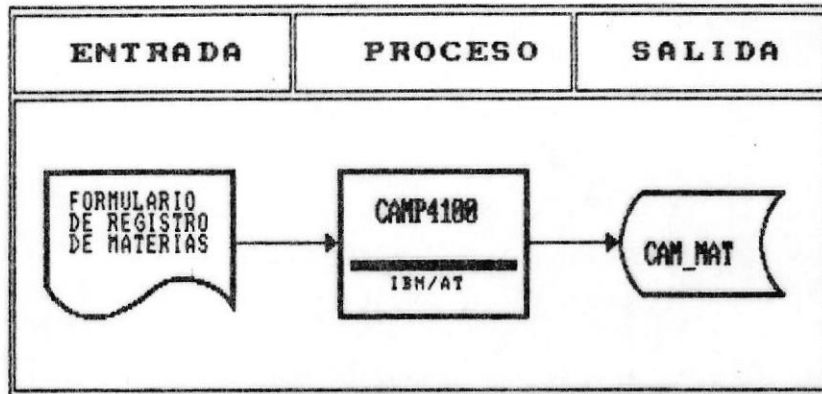 ENTRADA
PROCESO
SALIDA
FORMULARIO
DE REGISTRO
DE MATERIAS
CAMP4100
IBM/AT
CAM_MAT